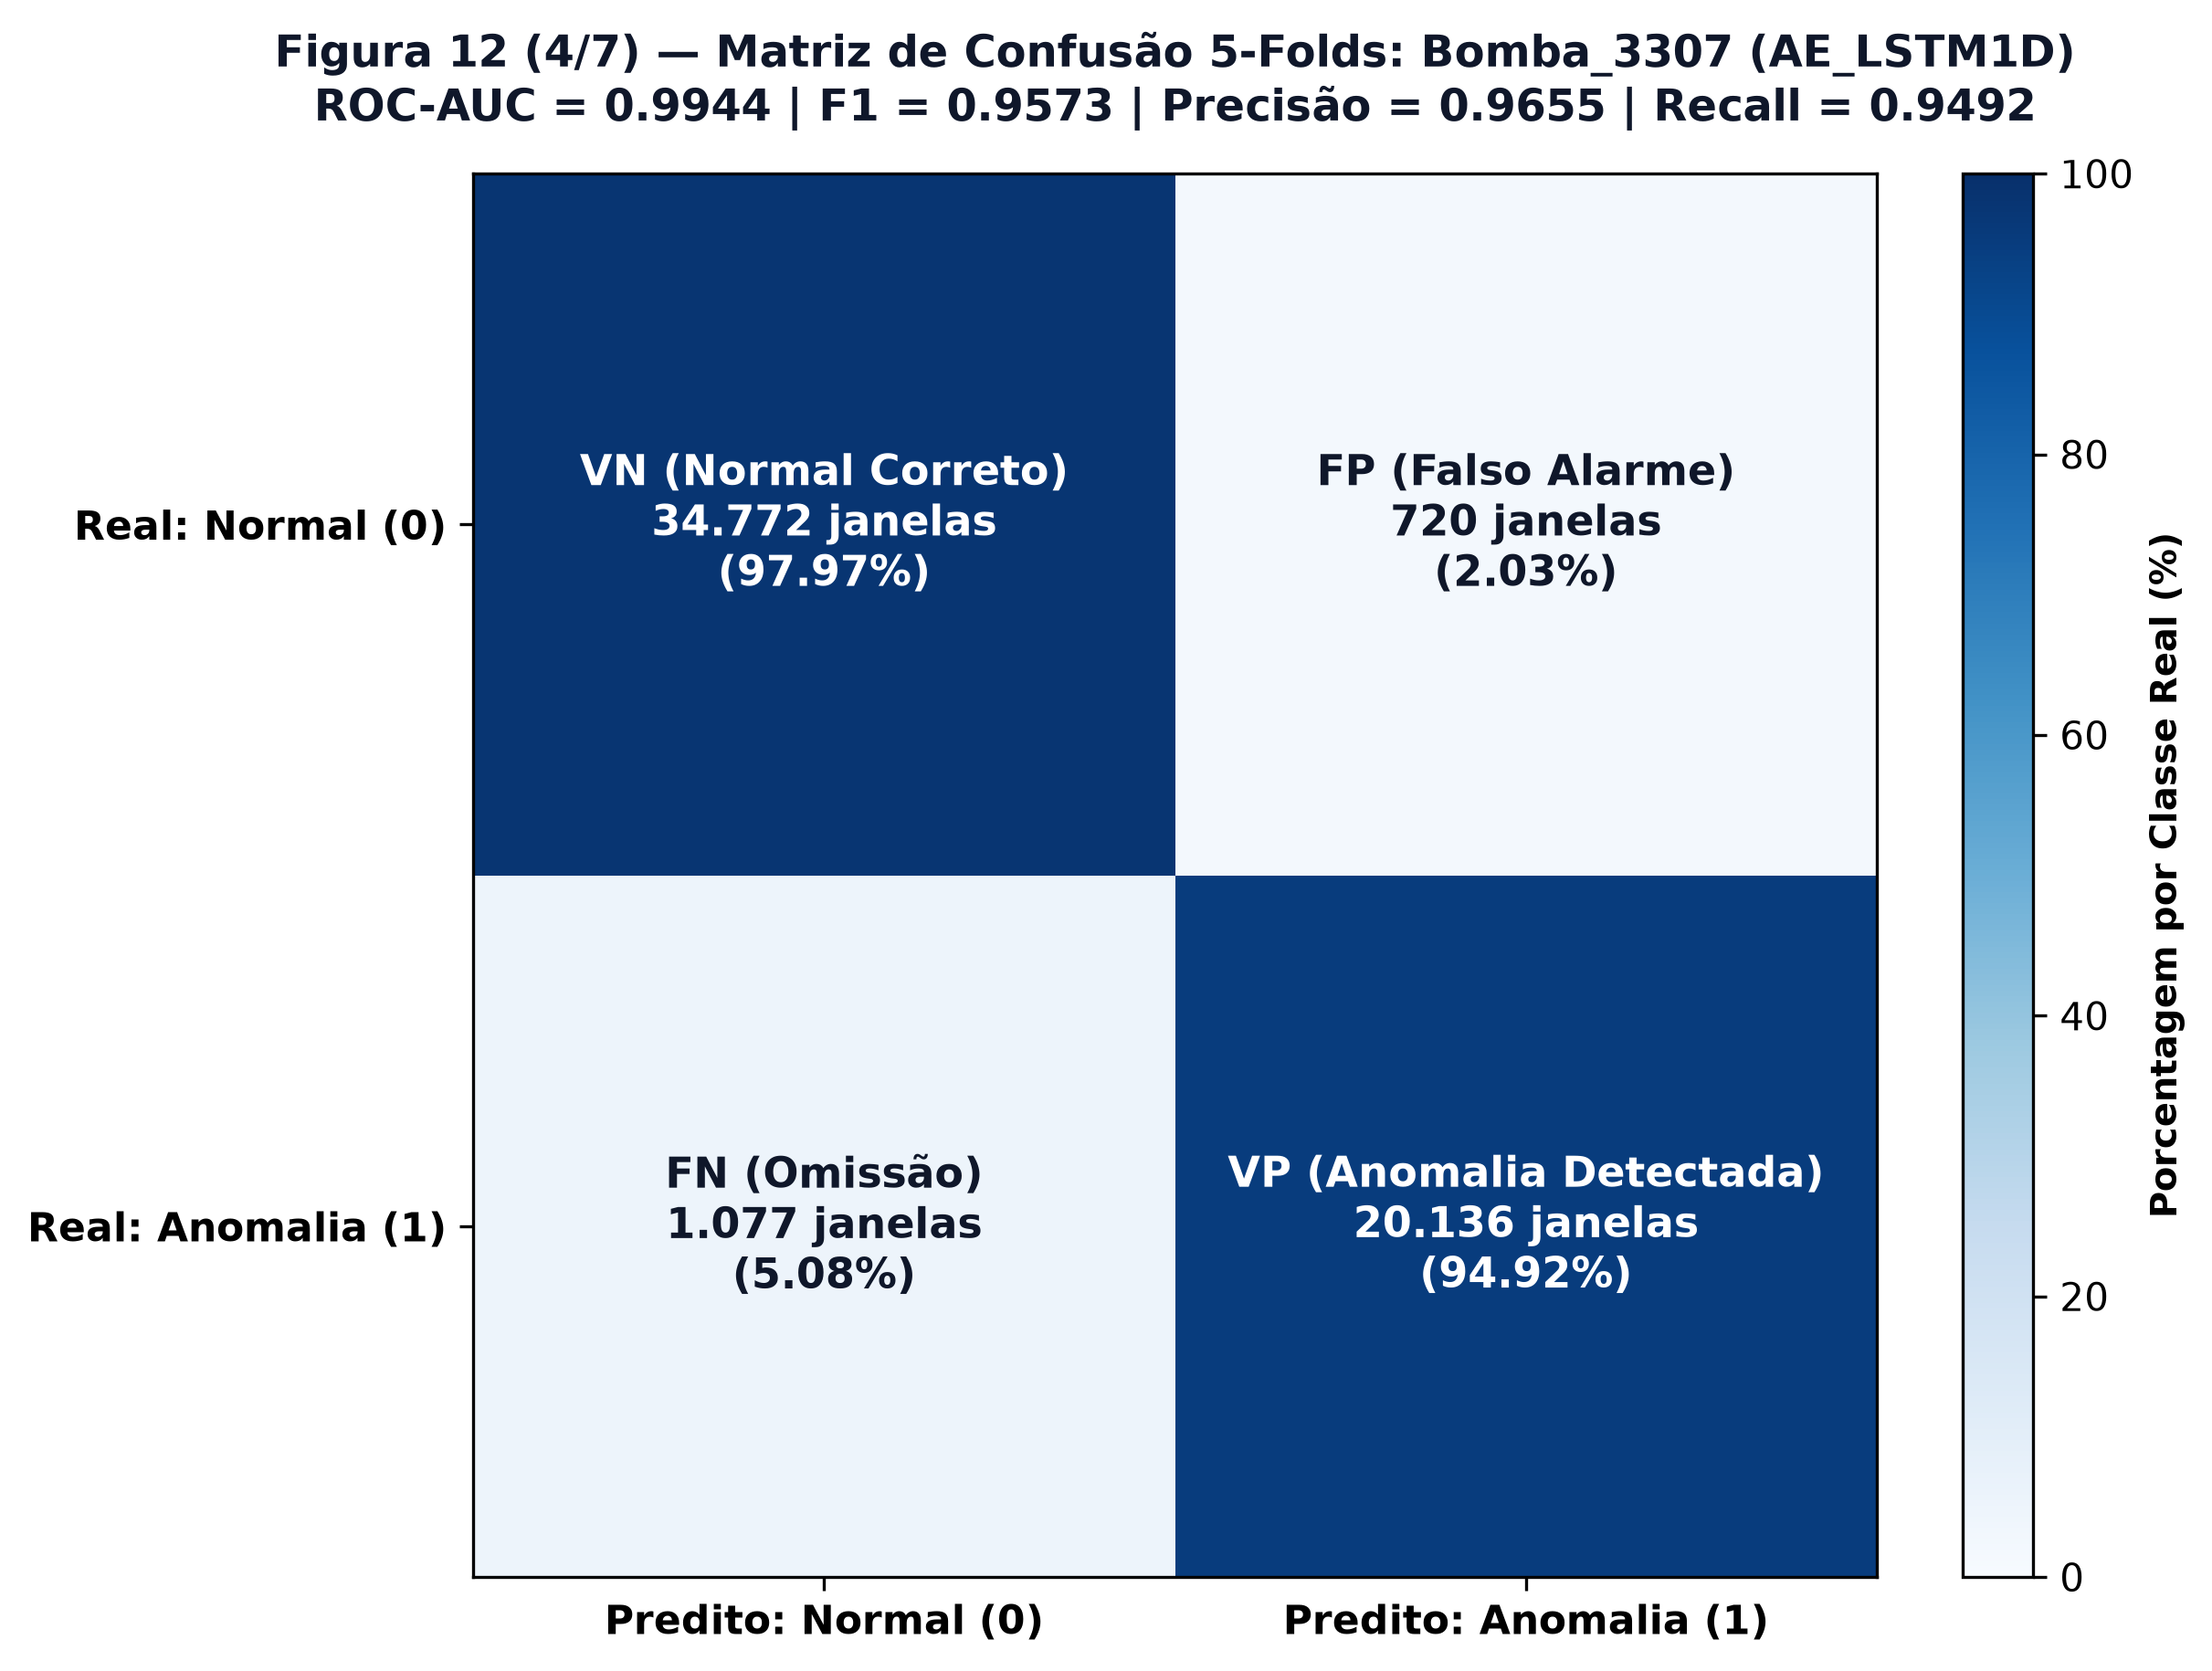 Figura 12 (4/7) — Matriz de Confusão 5-Folds: Bomba_3307 (AE_LSTM1D)
ROC-AUC = 0.9944 | F1 = 0.9573 | Precisão = 0.9655 | Recall = 0.9492
Real: Normal (0)
VN (Normal Correto)
34.772 janelas
(97.97%)
FP (Falso Alarme)
720 janelas
(2.03%)
Real: Anomalia (1)
FN (Omissão)
1.077 janelas
(5.08%)
VP (Anomalia Detectada)
20.136 janelas
(94.92%)
Predito: Normal (0)
Predito: Anomalia (1)
100
80
60
40
20
0
Porcentagem por Classe Real (%)